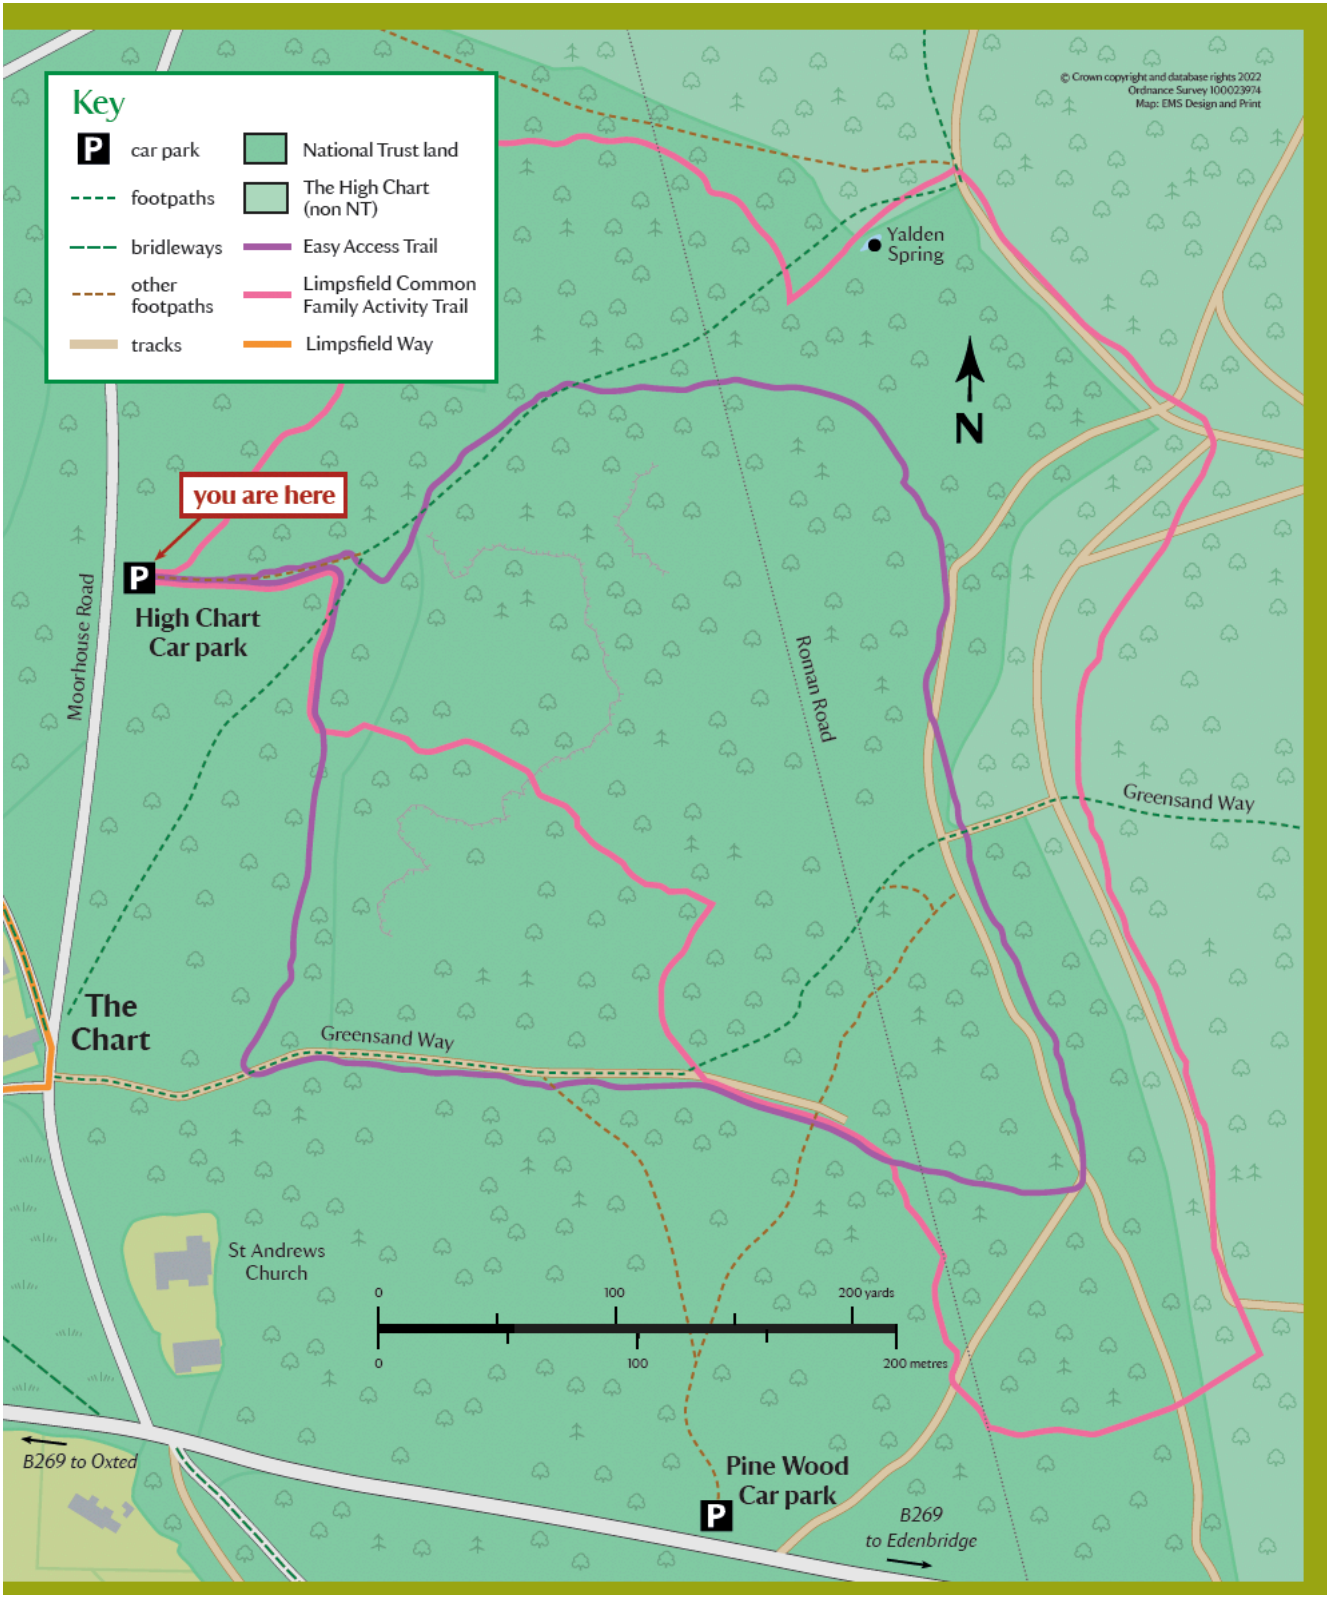 Key
P
car park
National Trust land
footpaths
The High Chart
(non NT)
bridleways
Easy Access Trail
other
footpaths
Limpsfield Common
Family Activity Trail
tracks
Limpsfield Way
© Crown copyright and database rights 2022
Ordnance Survey 100023974
Map: EMS Design and Print
Yalden
Spring
N
you are here
P
High Chart
Car park
Moorhouse Road
Roman Road
Greensand Way
The
Chart
Greensand Way
St Andrews
Church
0
100
200 yards
0
100
200 metres
B269 to Oxted
Pine Wood
Car park
P
B269
to Edenbridge